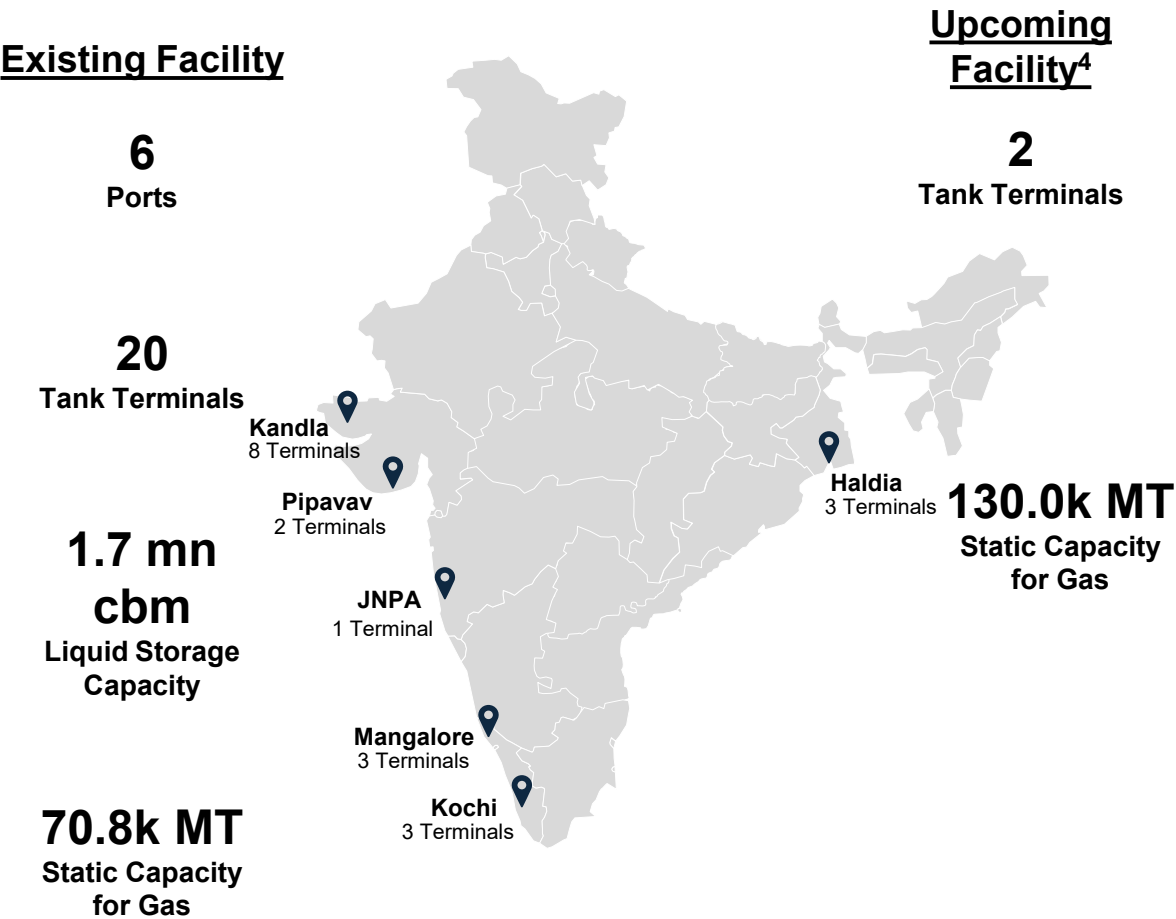 Existing Facility
6
Ports
20
Tank Terminals
1.7 mn
cbm
Liquid Storage
Capacity
70.8k MT
Static Capacity
for Gas
Kandla
8 Terminals
Pipavav
2 Terminals
JNPA
1 Terminal
Mangalore
3 Terminals
Kochi
3 Terminals
Haldia
3 Terminals
Upcoming
Facility⁴
2
Tank Terminals
130.0k MT
Static Capacity
for Gas